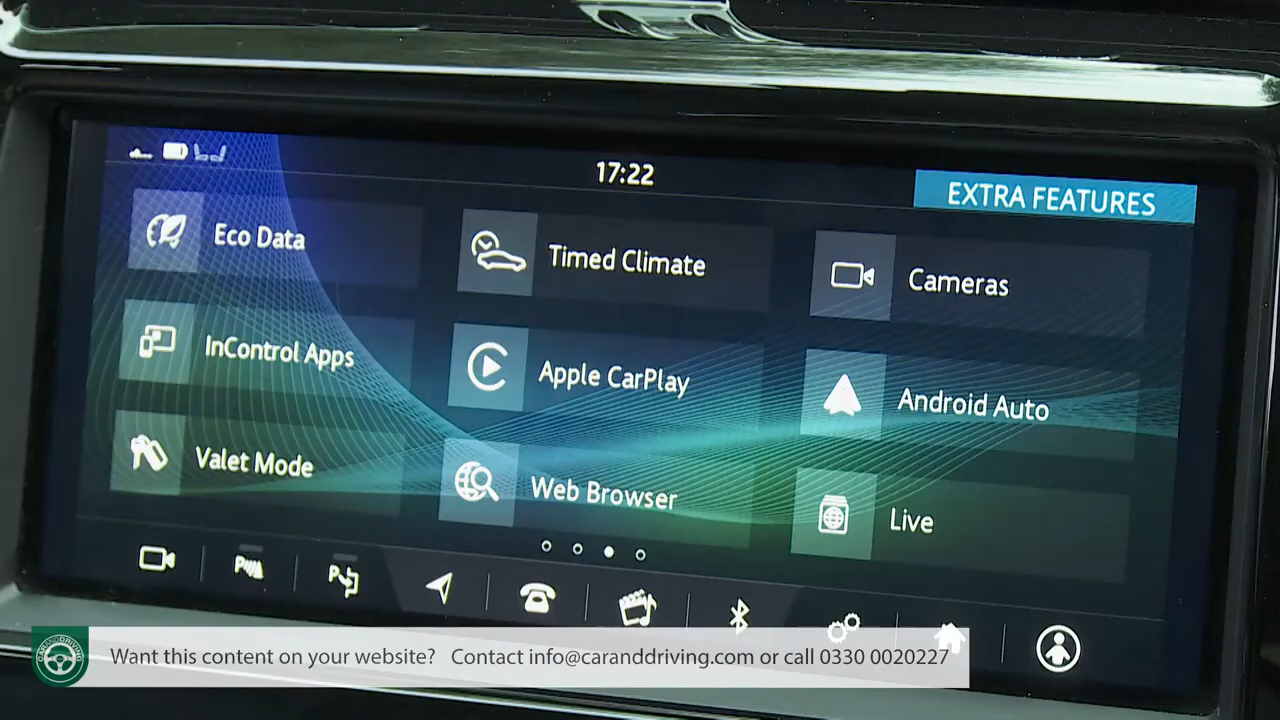 17:22
EXTRA FEATURES
Eco Data
Timed Climate
Cameras
InControl Apps
Apple CarPlay
Android Auto
Valet Mode
Web Browser
Live
CARANDDRIVING
Want this content on your website? Contact info@caranddriving.com or call 0330 0020227